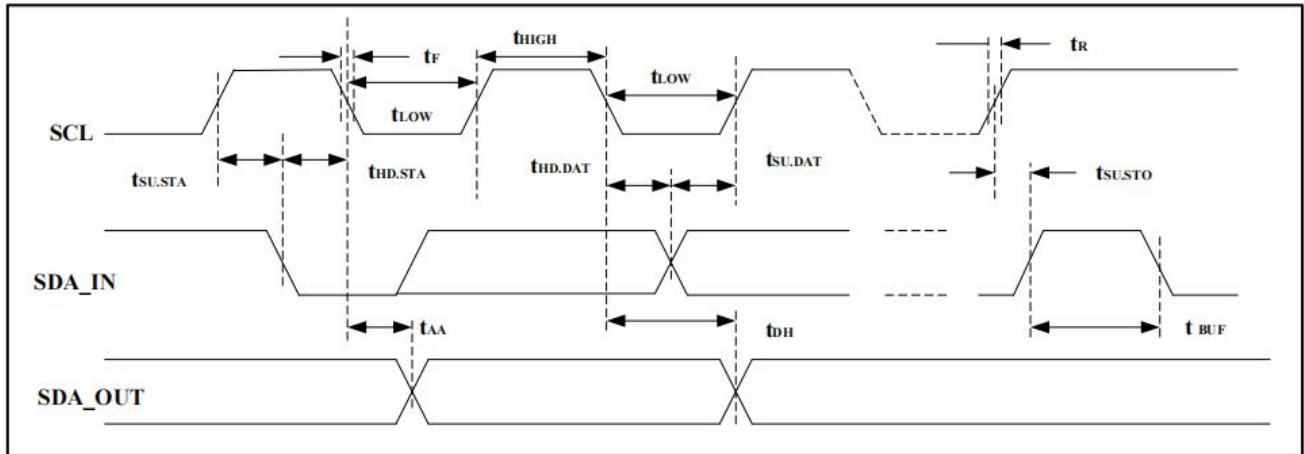 tF
tHIGH
tR
tLOW
tLOW
SCL
tSU.STA
tHD.STA
tHD.DAT
tSU.DAT
tSU.STO
SDA_IN
tAA
tDH
t BUF
SDA_OUT